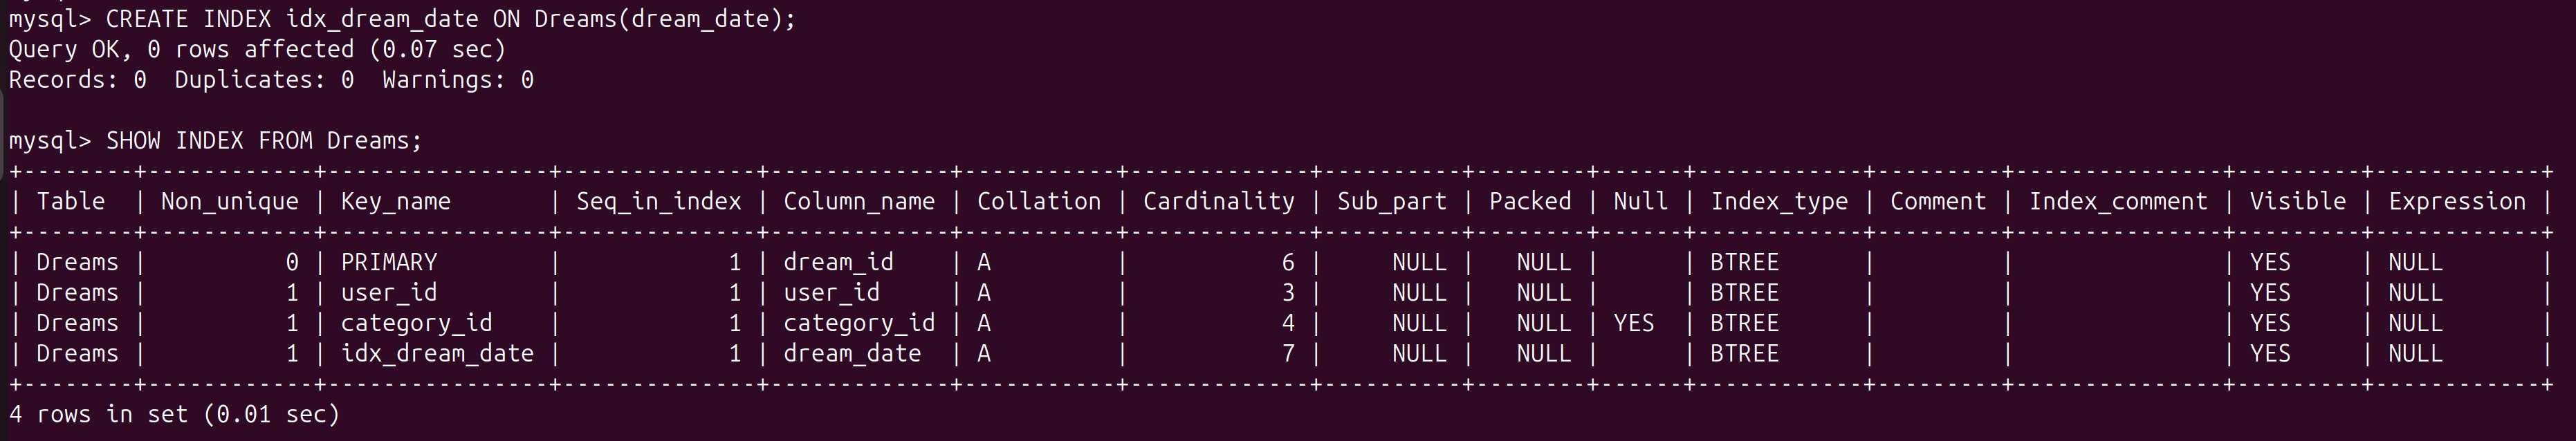 mysql> CREATE INDEX idx_dream_date ON Dreams(dream_date);
Query OK, 0 rows affected (0.07 sec)
Records: 0  Duplicates: 0  Warnings: 0

mysql> SHOW INDEX FROM Dreams;
+--------+------------+----------------+--------------+-------------+-----------+-------------+----------+--------+------+------------+---------+---------------+---------+------------+
| Table  | Non_unique | Key_name       | Seq_in_index | Column_name | Collation | Cardinality | Sub_part | Packed | Null | Index_type | Comment | Index_comment | Visible | Expression |
+--------+------------+----------------+--------------+-------------+-----------+-------------+----------+--------+------+------------+---------+---------------+---------+------------+
| Dreams |          0 | PRIMARY        |            1 | dream_id    | A         |           6 |     NULL |   NULL |      | BTREE      |         |               | YES     | NULL       |
| Dreams |          1 | user_id        |            1 | user_id     | A         |           3 |     NULL |   NULL |      | BTREE      |         |               | YES     | NULL       |
| Dreams |          1 | category_id    |            1 | category_id | A         |           4 |     NULL |   NULL | YES  | BTREE      |         |               | YES     | NULL       |
| Dreams |          1 | idx_dream_date |            1 | dream_date  | A         |           7 |     NULL |   NULL |      | BTREE      |         |               | YES     | NULL       |
+--------+------------+----------------+--------------+-------------+-----------+-------------+----------+--------+------+------------+---------+---------------+---------+------------+
4 rows in set (0.01 sec)